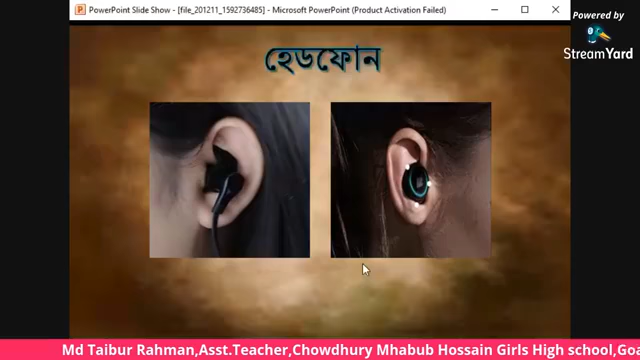 PowerPoint Slide Show - [file_201211_1592736485] - Microsoft PowerPoint (Product Activation Failed)
Powered by
StreamYard
হেডফোন
Md Taibur Rahman,Asst.Teacher,Chowdhury Mhabub Hossain Girls High school,Goa